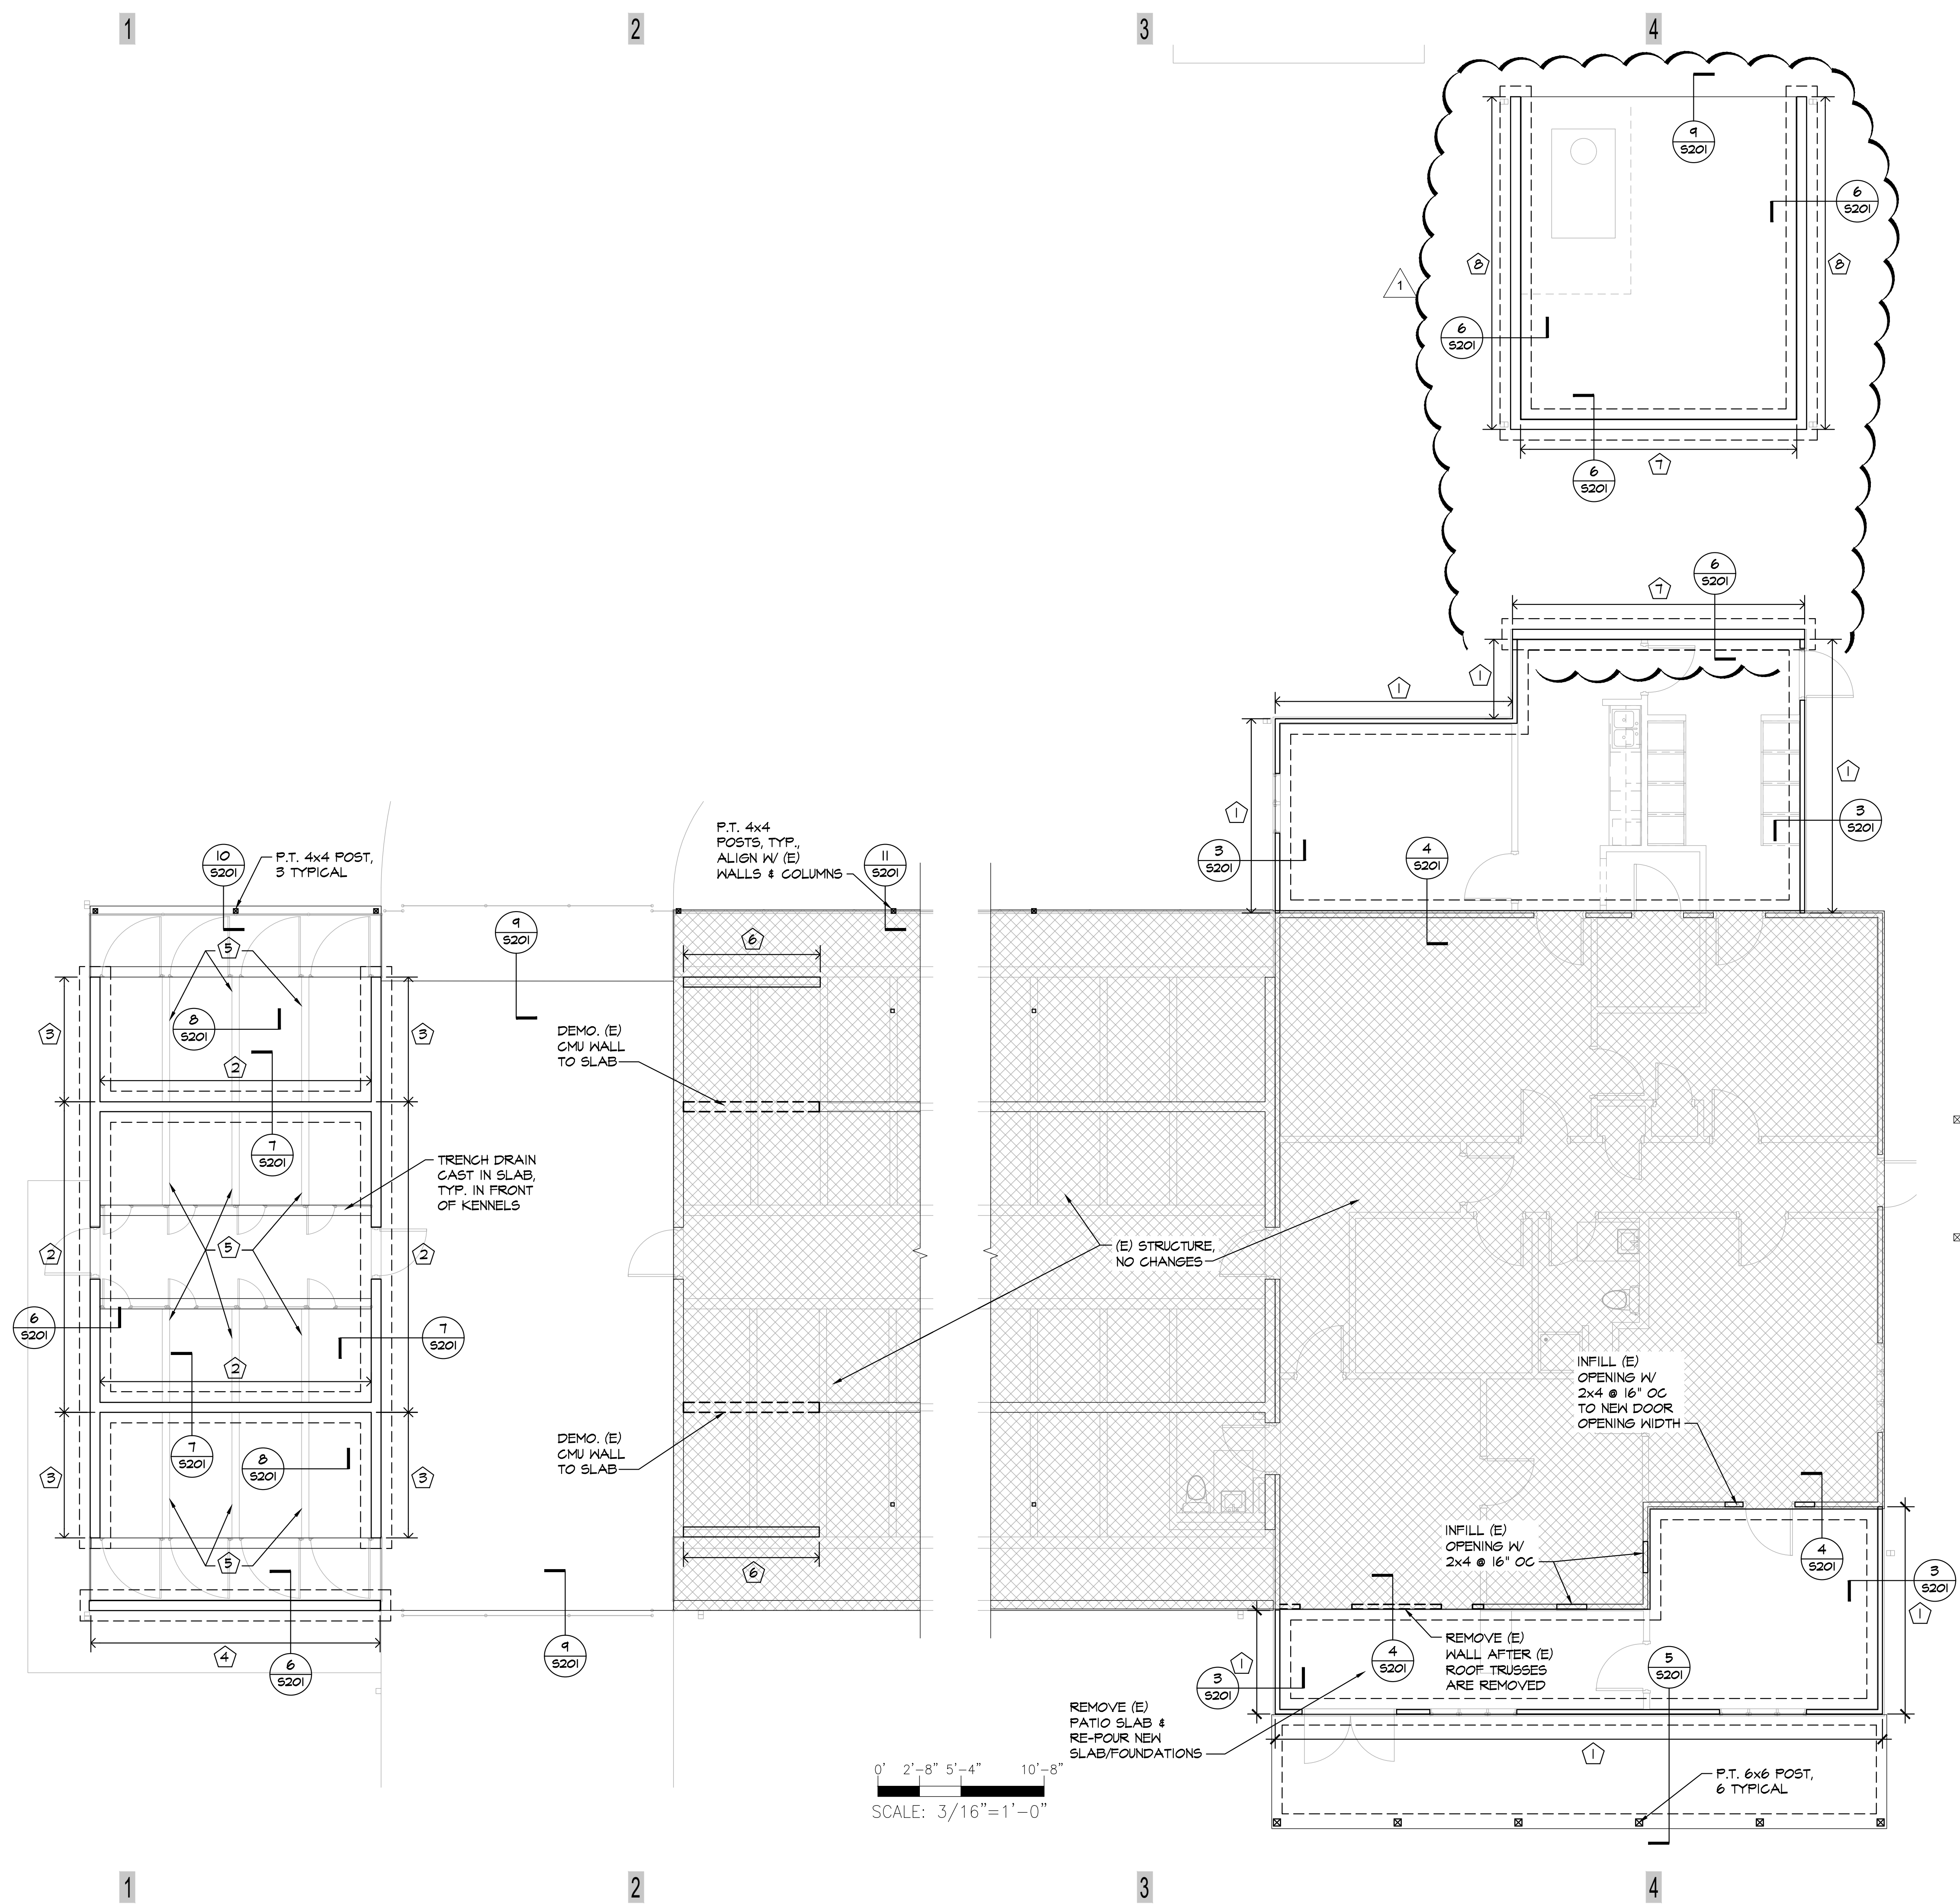 1
2
3
4
9
S201
6
S201
8
8
1
6
S201
6
S201
7
6
S201
7
1
1
1
1
3
S201
3
S201
4
S201
P.T. 4x4
POSTS, TYP.,
ALIGN W/ (E)
WALLS & COLUMNS
11
S201
10
S201
P.T. 4x4 POST,
3 TYPICAL
9
S201
5
6
8
S201
3
3
DEMO. (E)
CMU WALL
TO SLAB
2
7
S201
TRENCH DRAIN
CAST IN SLAB,
TYP. IN FRONT
OF KENNELS
2
5
2
(E) STRUCTURE,
NO CHANGES
6
S201
7
S201
2
INFILL (E)
OPENING W/
2x4 @ 16" OC
TO NEW DOOR
OPENING WIDTH
7
S201
8
S201
3
3
DEMO. (E)
CMU WALL
TO SLAB
5
6
INFILL (E)
OPENING W/
2x4 @ 16" OC
4
S201
3
S201
1
4
6
S201
9
S201
1
3
S201
4
S201
REMOVE (E)
WALL AFTER (E)
ROOF TRUSSES
ARE REMOVED
5
S201
REMOVE (E)
PATIO SLAB &
RE-POUR NEW
SLAB/FOUNDATIONS
1
P.T. 6x6 POST,
6 TYPICAL
0' 2'-8" 5'-4" 10'-8"
SCALE: 3/16"=1'-0"
1
2
3
4